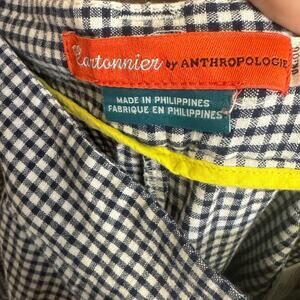 Cartonnier by ANTHROPOLOGIE
MADE IN PHILIPPINES
FABRIQUE EN PHILIPPINES